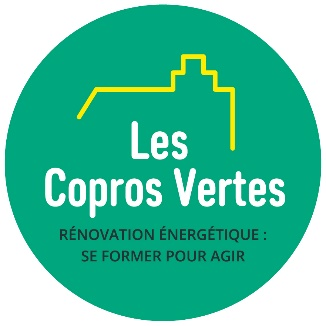 Les
Copros Vertes
RÉNOVATION ÉNERGÉTIQUE :
SE FORMER POUR AGIR